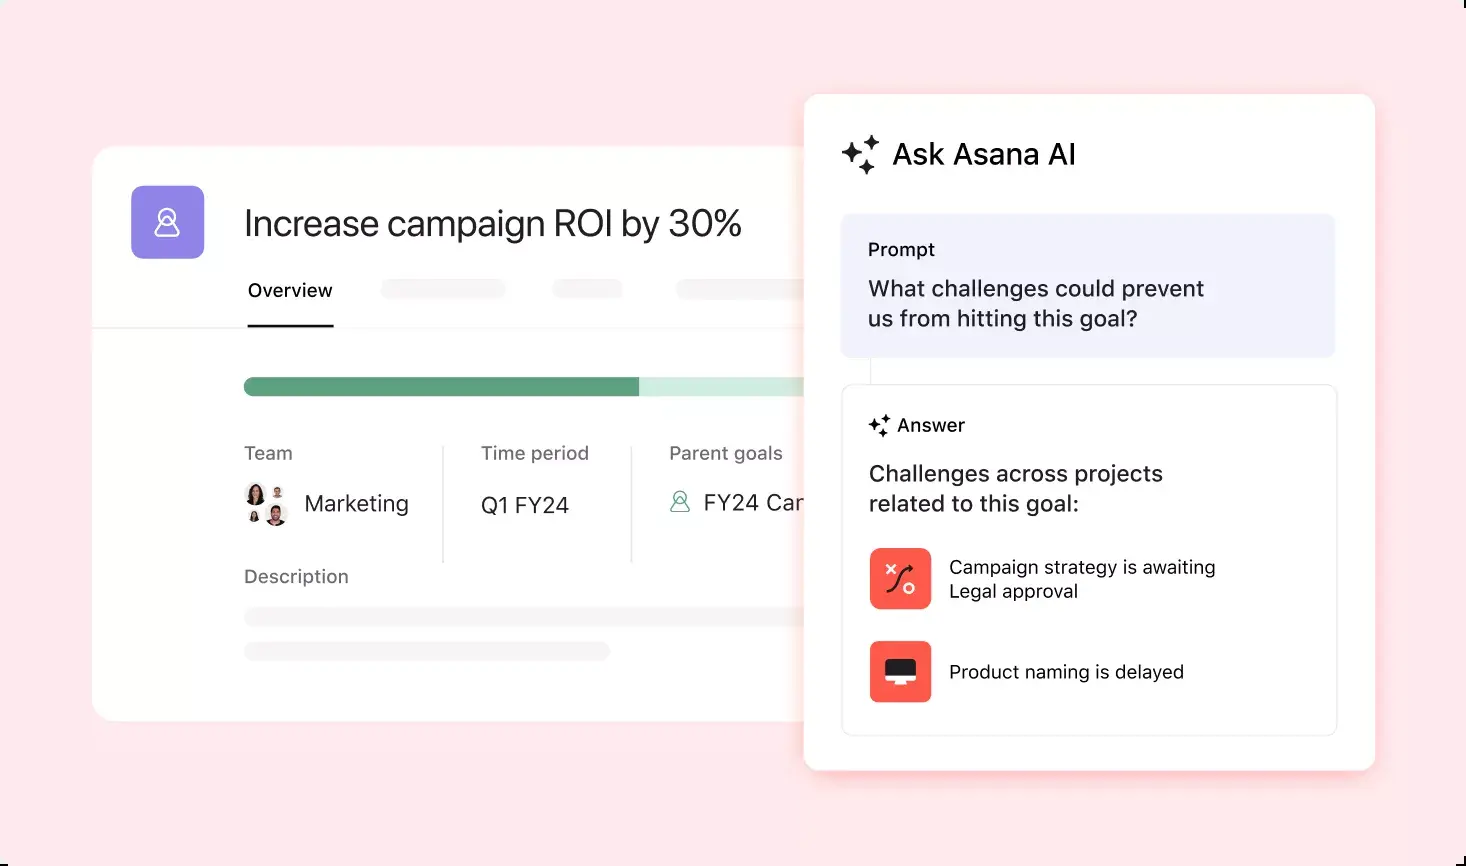 Increase campaign ROI by 30%
Overview
Team
Marketing
Time period
Q1 FY24
Parent goals
FY24
Description
Ask Asana AI
Prompt
What challenges could prevent
us from hitting this goal?
Answer
Challenges across projects
related to this goal:
Campaign strategy is awaiting
Legal approval
Product naming is delayed